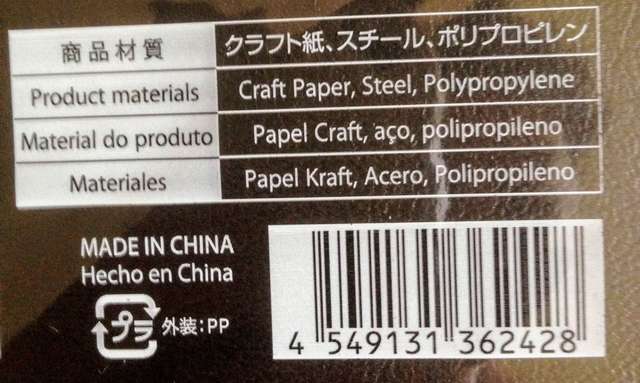 商品材質 クラフト紙、スチール、ポリプロピレン
Product materials Craft Paper, Steel, Polypropylene
Material do produto Papel Craft, aço, polipropileno
Materiales Papel Kraft, Acero, Polipropileno
MADE IN CHINA
Hecho en China
プラ 外装:PP
4 549131 362428